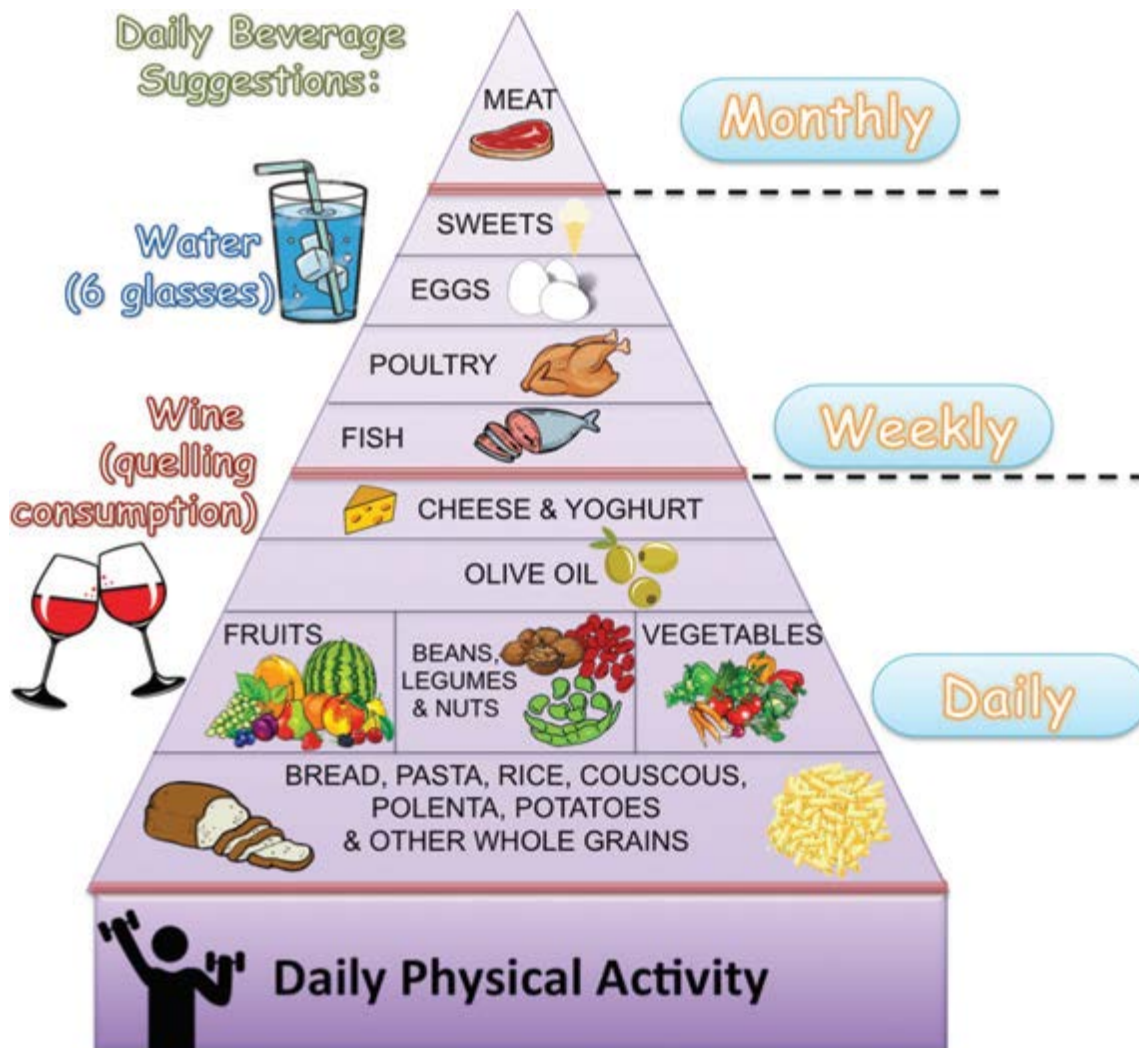 Daily Beverage
Suggestions:
MEAT
Monthly
SWEETS
Water
(6 glasses)
EGGS
POULTRY
Wine
(quelling
consumption)
FISH
Weekly
CHEESE & YOGHURT
OLIVE OIL
FRUITS
BEANS,
LEGUMES
& NUTS
VEGETABLES
Daily
BREAD, PASTA, RICE, COUSCOUS,
POLENTA, POTATOES
& OTHER WHOLE GRAINS
Daily Physical Activity